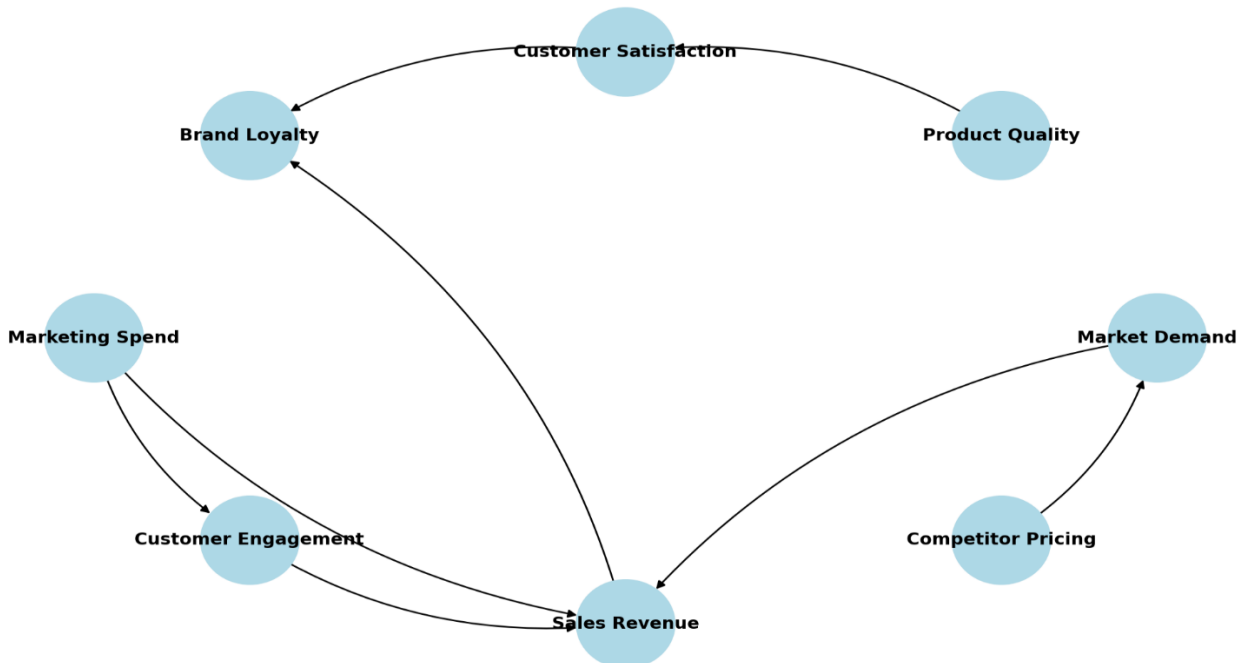 Customer Satisfaction
Brand Loyalty
Product Quality
Marketing Spend
Market Demand
Customer Engagement
Competitor Pricing
Sales Revenue